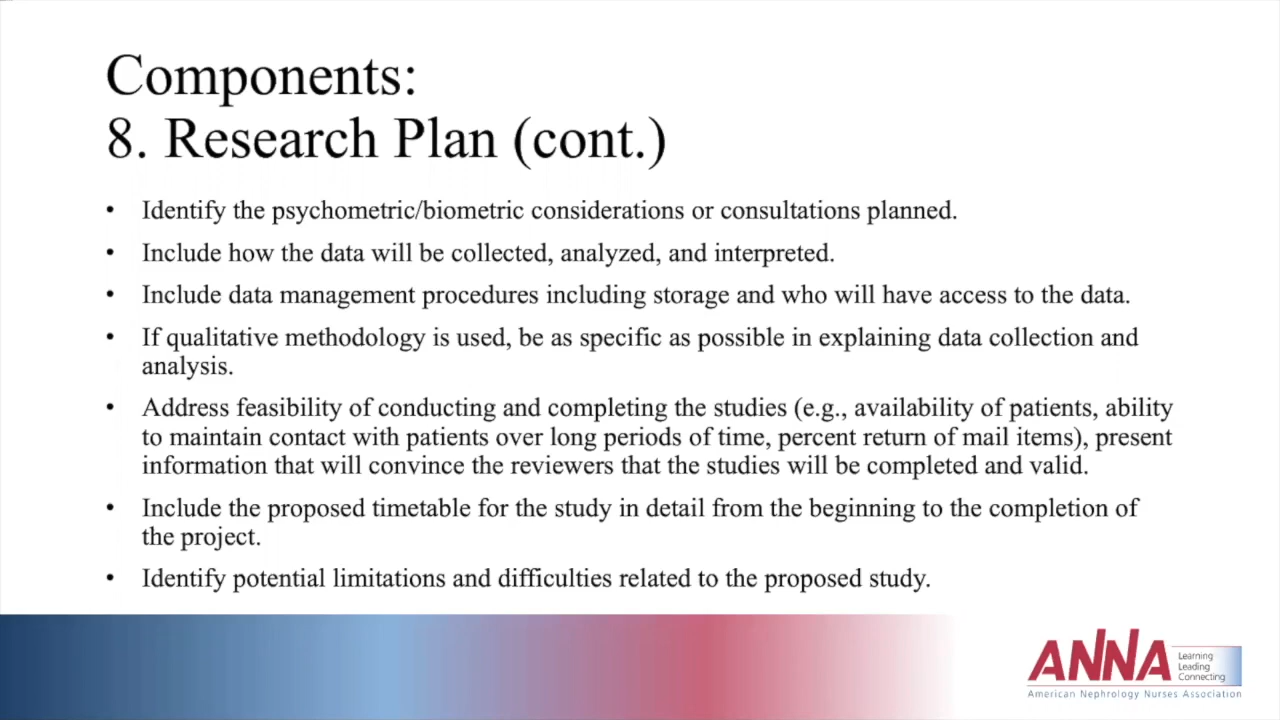 Components:
8. Research Plan (cont.)
• Identify the psychometric/biometric considerations or consultations planned.
• Include how the data will be collected, analyzed, and interpreted.
• Include data management procedures including storage and who will have access to the data.
• If qualitative methodology is used, be as specific as possible in explaining data collection and
analysis.
• Address feasibility of conducting and completing the studies (e.g., availability of patients, ability
to maintain contact with patients over long periods of time, percent return of mail items), present
information that will convince the reviewers that the studies will be completed and valid.
• Include the proposed timetable for the study in detail from the beginning to the completion of
the project.
• Identify potential limitations and difficulties related to the proposed study.
ANNA
Learning
Leading
Connecting
American Nephrology Nurses Association